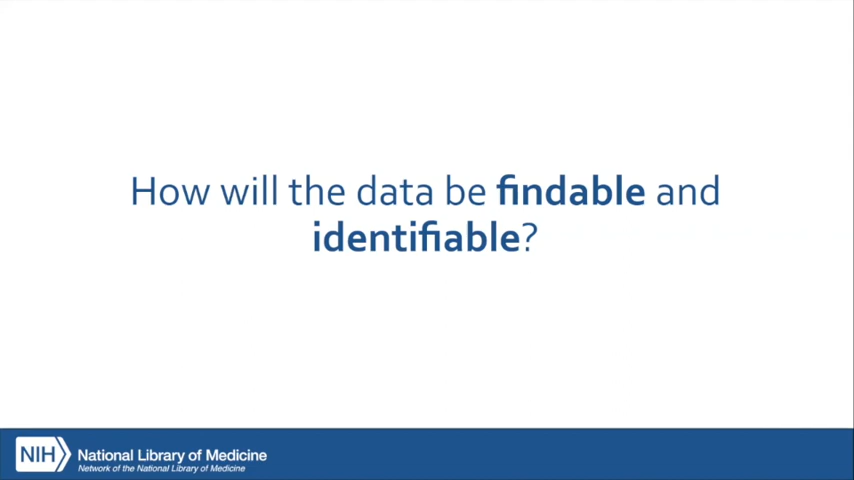 How will the data be findable and
identifiable?
NIH
National Library of Medicine
Network of the National Library of Medicine